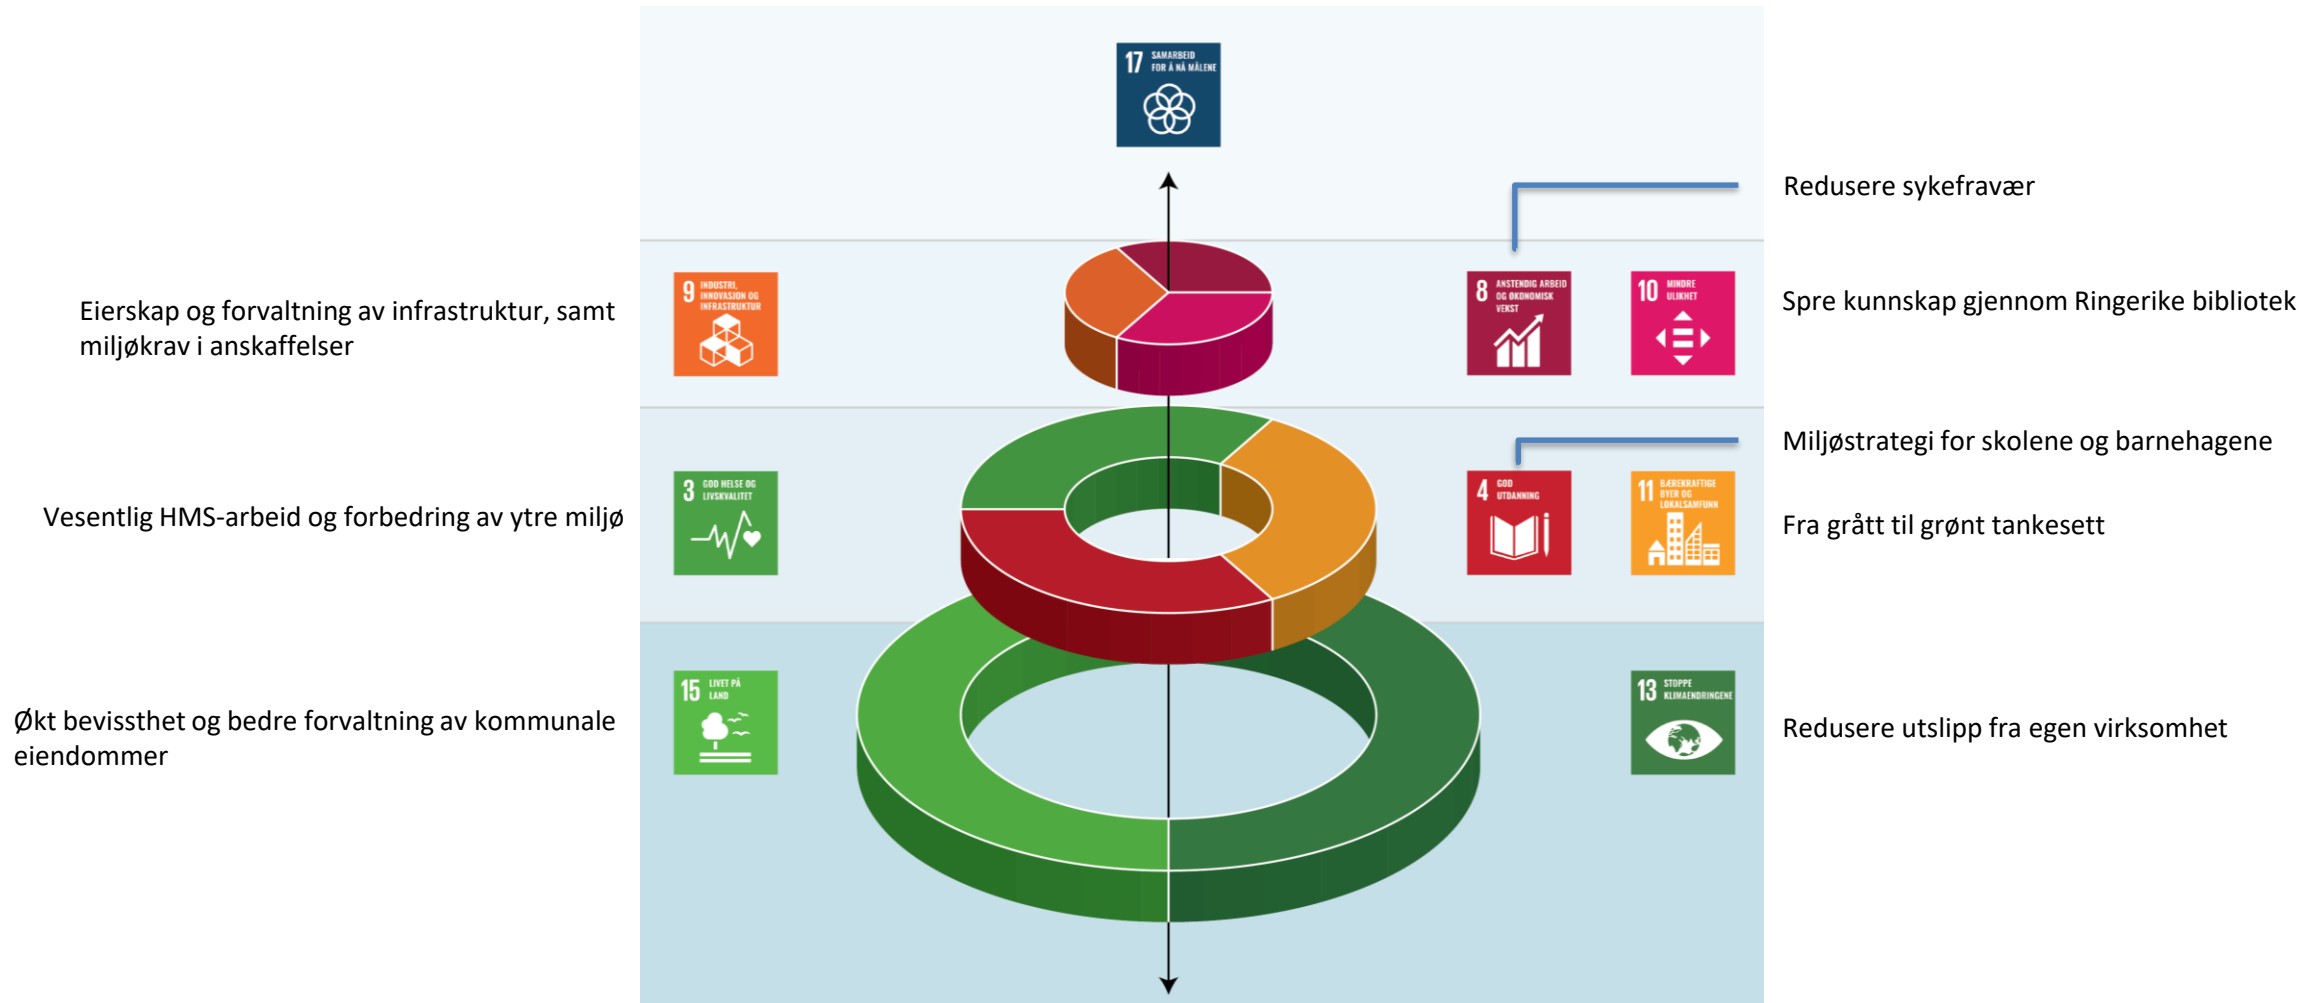 17 SAMARBEID
FOR Å NÅ MÅLENE
Redusere sykefravær
Eierskap og forvaltning av infrastruktur, samt
miljøkrav i anskaffelser
9 INDUSTRI,
INNOVASJON OG
INFRASTRUKTUR
8 ANSTENDIG ARBEID
OG ØKONOMISK
VEKST
10 MINDRE
ULIKHET
Spre kunnskap gjennom Ringerike bibliotek
Miljøstrategi for skolene og barnehagene
Vesentlig HMS-arbeid og forbedring av ytre miljø
3 GOD HELSE OG
LIVSKVALITET
4 GOD
UTDANNING
11 BÆREKRAFTIGE
BYER OG
LOKALSAMFUNN
Fra grått til grønt tankesett
Økt bevissthet og bedre forvaltning av kommunale
eiendommer
15 LIVET PÅ
LAND
13 STOPPE
KLIMAENDRINGENE
Redusere utslipp fra egen virksomhet